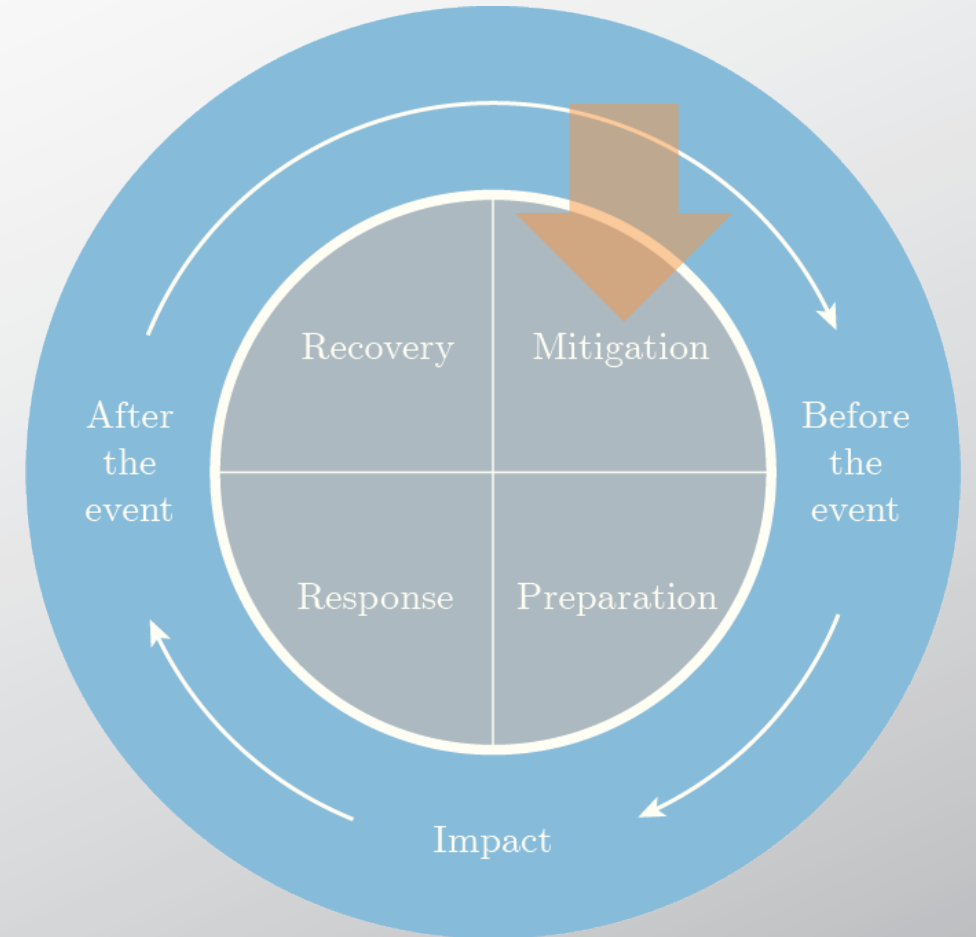 Recovery
Mitigation
After
the
event
Before
the
event
Response
Preparation
Impact